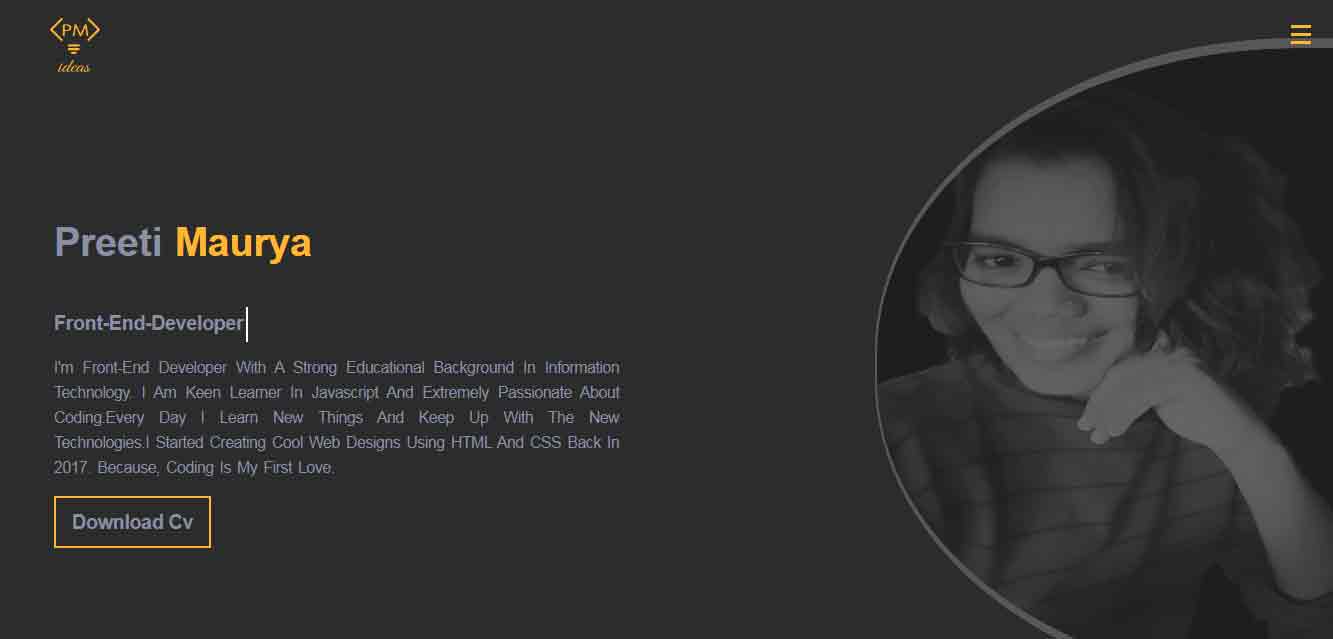 PM
ideas
Preeti Maurya
Front-End-Developer
I'm Front-End Developer With A Strong Educational Background In Information
Technology. I Am Keen Learner In Javascript And Extremely Passionate About
Coding.Every Day I Learn New Things And Keep Up With The New
Technologies.I Started Creating Cool Web Designs Using HTML And CSS Back In
2017. Because, Coding Is My First Love.
Download Cv